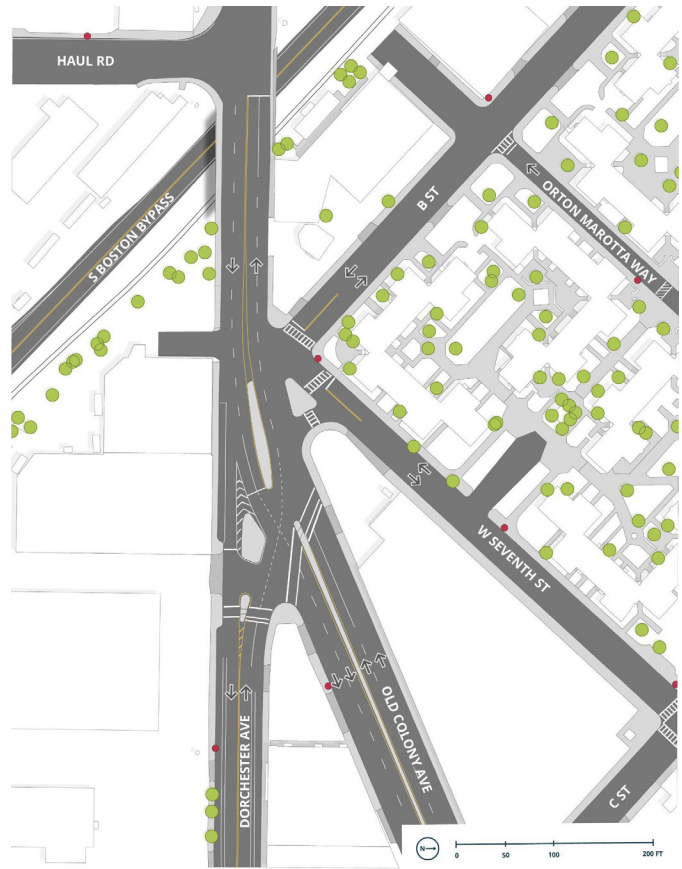 HAUL RD
S BOSTON BYPASS
B ST
ORTON MAROTTA WAY
W SEVENTH ST
OLD COLONY AVE
DORCHESTER AVE
C ST
N
0 50 100 200 FT